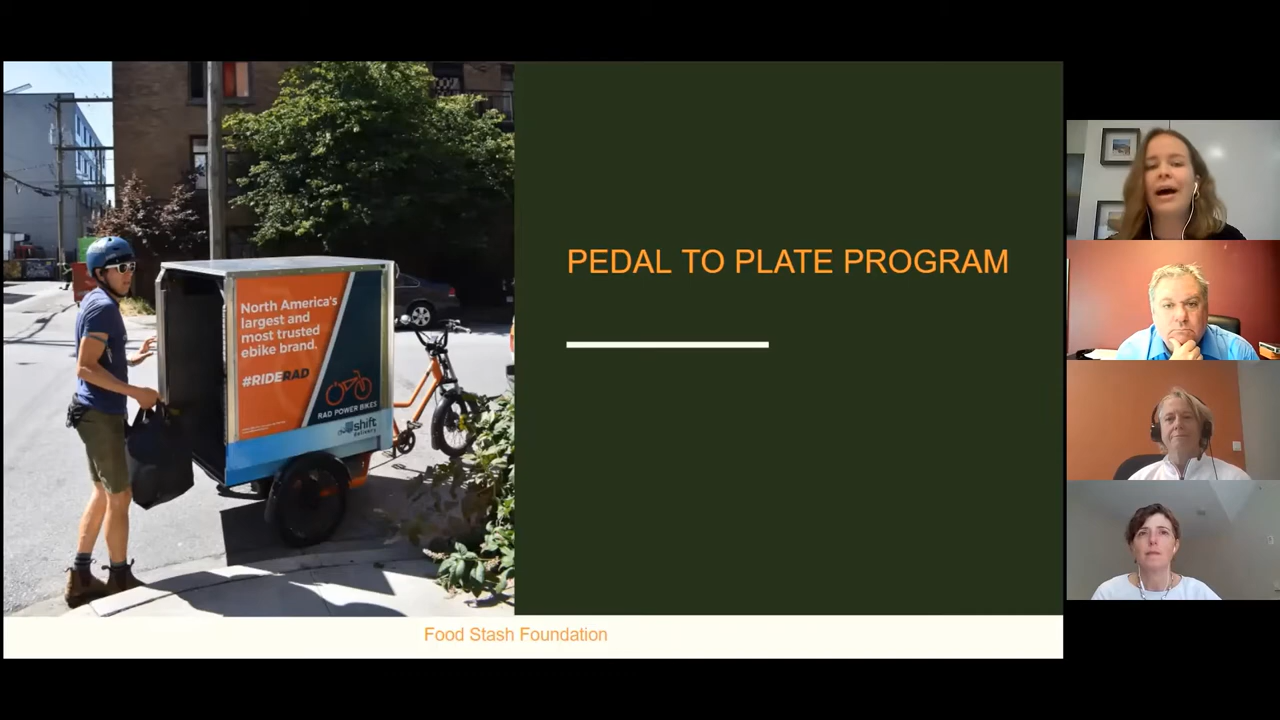 PEDAL TO PLATE PROGRAM
North America's
largest and
most trusted
ebike brand.
#RIDERAD
RAD POWER BIKES
shift
delivery
Food Stash Foundation